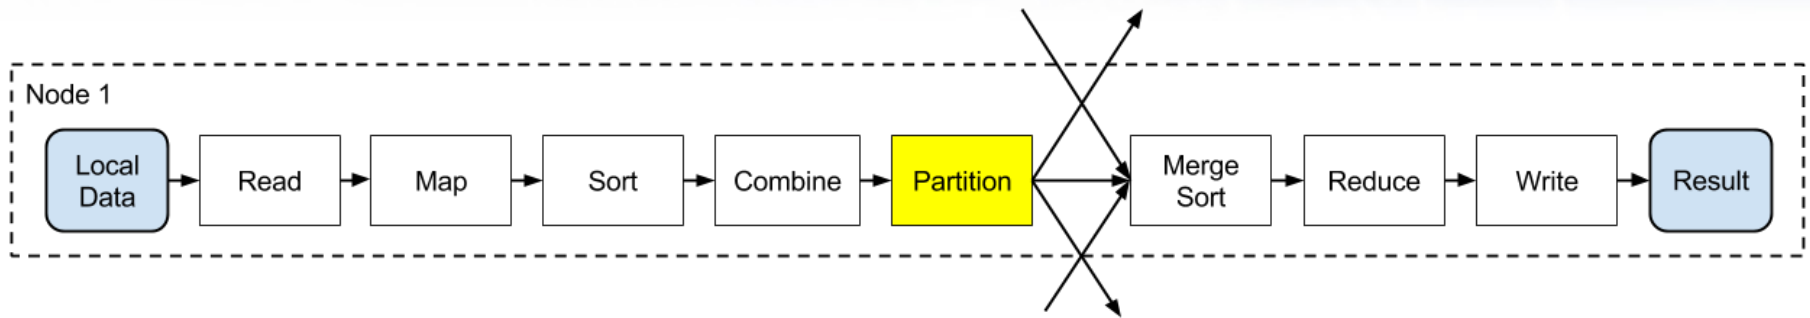 Node 1
Local
Data
Read
Map
Sort
Combine
Partition
Merge
Sort
Reduce
Write
Result